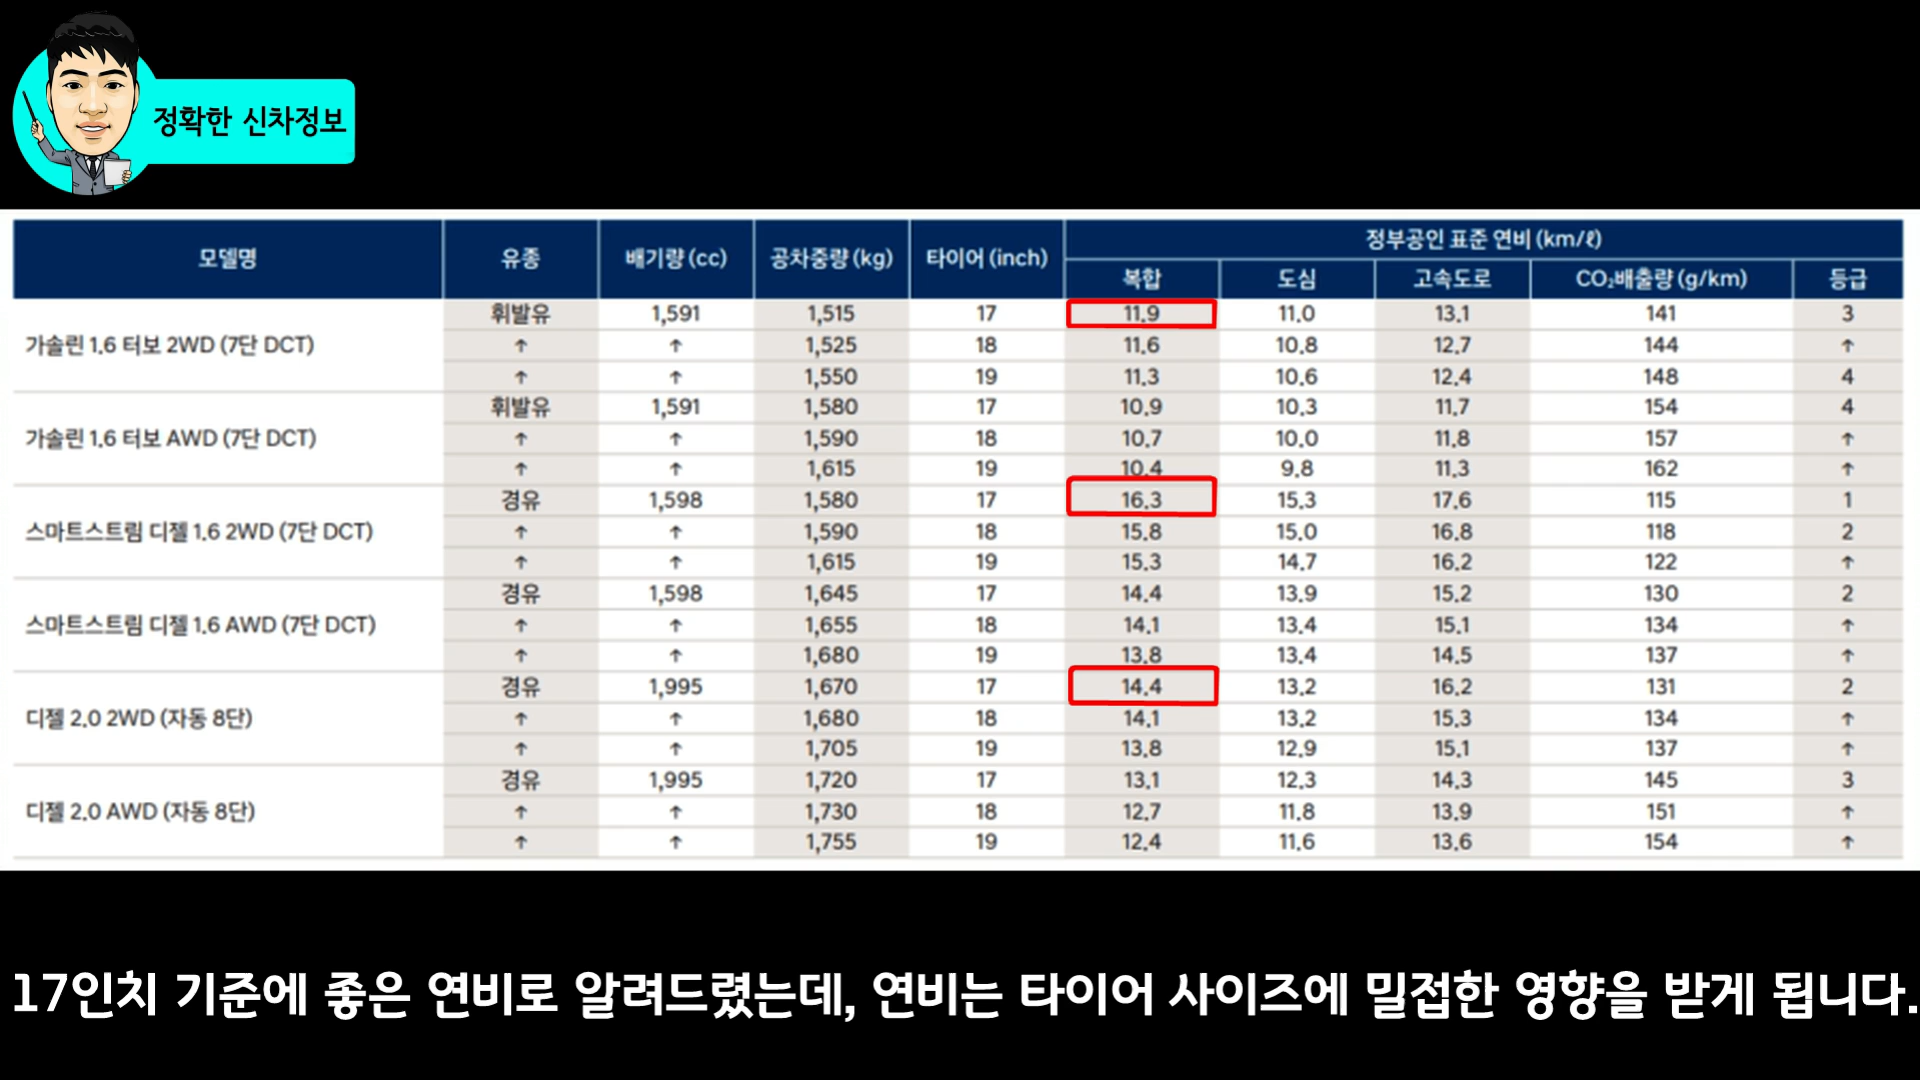 정확한 신차정보
모델명 유종 배기량 (cc) 공차중량 (kg) 타이어 (inch) 정부공인 표준 연비 (km/ℓ)
복합 도심 고속도로 CO₂배출량 (g/km) 등급
휘발유 1,591 1,515 17 11.9 11.0 13.1 141 3
가솔린 1.6 터보 2WD (7단 DCT) ↑ ↑ 1,525 18 11.6 10.8 12.7 144 ↑
↑ ↑ 1,550 19 11.3 10.6 12.4 148 4
휘발유 1,591 1,580 17 10.9 10.3 11.7 154 4
가솔린 1.6 터보 AWD (7단 DCT) ↑ ↑ 1,590 18 10.7 10.0 11.8 157 ↑
↑ ↑ 1,615 19 10.4 9.8 11.3 162 ↑
경유 1,598 1,580 17 16.3 15.3 17.6 115 1
스마트스트림 디젤 1.6 2WD (7단 DCT) ↑ ↑ 1,590 18 15.8 15.0 16.8 118 2
↑ ↑ 1,615 19 15.3 14.7 16.2 122 ↑
경유 1,598 1,645 17 14.4 13.9 15.2 130 2
스마트스트림 디젤 1.6 AWD (7단 DCT) ↑ ↑ 1,655 18 14.1 13.4 15.1 134 ↑
↑ ↑ 1,680 19 13.8 13.4 14.5 137 ↑
경유 1,995 1,670 17 14.4 13.2 16.2 131 2
디젤 2.0 2WD (자동 8단) ↑ ↑ 1,680 18 14.1 13.2 15.3 134 ↑
↑ ↑ 1,705 19 13.8 12.9 15.1 137 ↑
경유 1,995 1,720 17 13.1 12.3 14.3 145 3
디젤 2.0 AWD (자동 8단) ↑ ↑ 1,730 18 12.7 11.8 13.9 151 ↑
↑ ↑ 1,755 19 12.4 11.6 13.6 154 ↑
17인치 기준에 좋은 연비로 알려드렸는데, 연비는 타이어 사이즈에 밀접한 영향을 받게 됩니다.